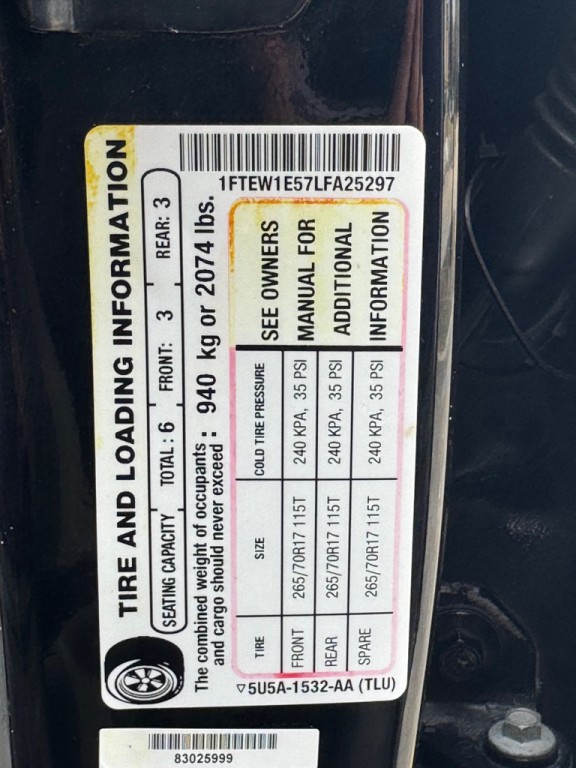 TIRE AND LOADING INFORMATION
SEATING CAPACITY TOTAL : 6 FRONT: 3 REAR: 3
The combined weight of occupants
and cargo should never exceed : 940 kg or 2074 lbs.
TIRE SIZE COLD TIRE PRESSURE
FRONT 265/70R17 115T 240 KPA, 35 PSI
REAR 265/70R17 115T 240 KPA, 35 PSI
SPARE 265/70R17 115T 240 KPA, 35 PSI
SEE OWNERS
MANUAL FOR
ADDITIONAL
INFORMATION
▽5U5A-1532-AA (TLU)
1FTEW1E57LFA25297
83025999